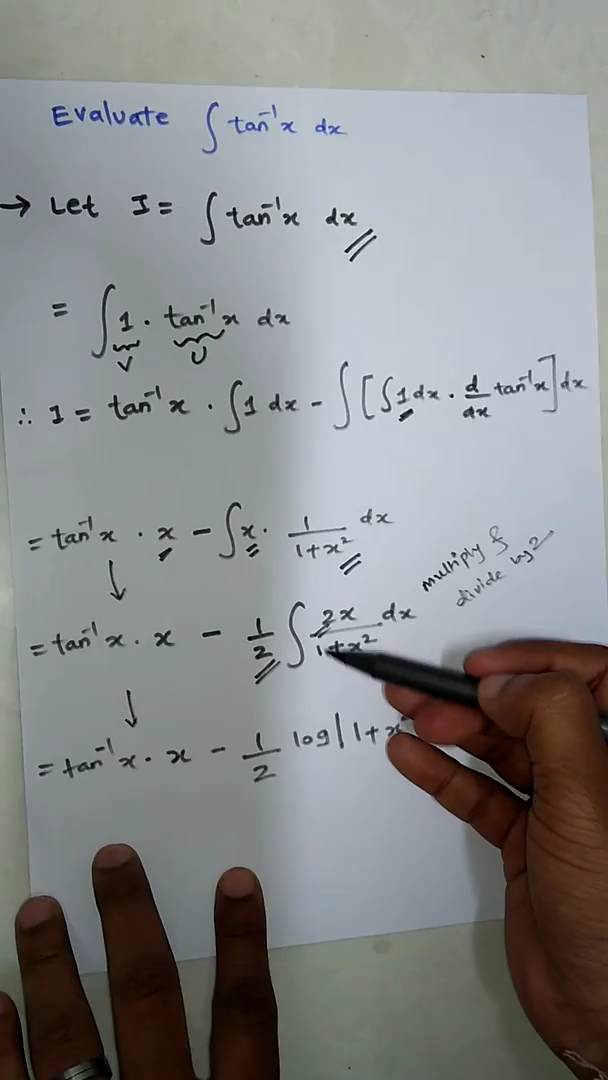 Evaluate ∫ tan⁻¹x dx
→ Let I = ∫ tan⁻¹x dx
= ∫ 1 · tan⁻¹x dx
V U
∴ I = tan⁻¹x · ∫1 dx - ∫[∫1dx · d/dx tan⁻¹x] dx
= tan⁻¹x · x - ∫x · 1/1+x² dx
multiply &
divide by 2
= tan⁻¹x · x - 1/2 ∫ 2x/1+x² dx
= tan⁻¹x · x - 1/2 log|1+x²